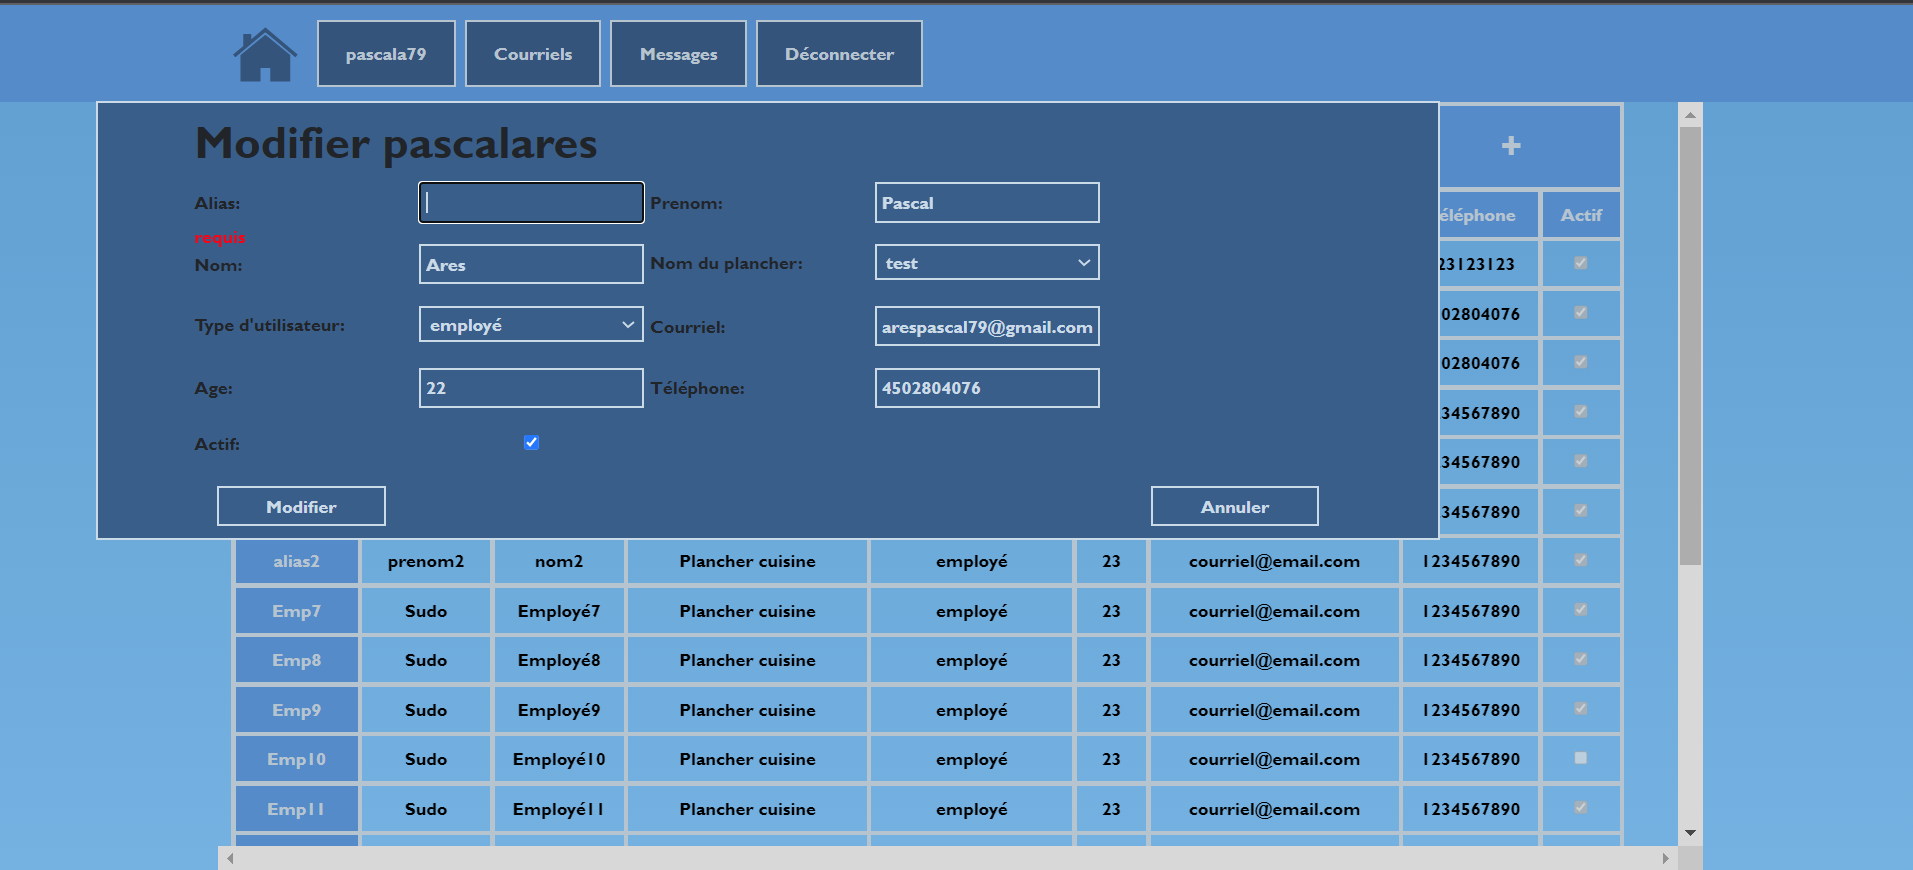 pascala79 Courriels Messages Déconnecter
Modifier pascalares
+
Alias: Prenom: Pascal
requis
Nom: Ares Nom du plancher: test
Type d'utilisateur: employé Courriel: arespascal79@gmail.com
Age: 22 Téléphone: 4502804076
Actif:
Modifier Annuler
éléphone Actif
23123123
02804076
02804076
34567890
34567890
34567890
alias2 prenom2 nom2 Plancher cuisine employé 23 courriel@email.com 1234567890
Emp7 Sudo Employé7 Plancher cuisine employé 23 courriel@email.com 1234567890
Emp8 Sudo Employé8 Plancher cuisine employé 23 courriel@email.com 1234567890
Emp9 Sudo Employé9 Plancher cuisine employé 23 courriel@email.com 1234567890
Emp10 Sudo Employé10 Plancher cuisine employé 23 courriel@email.com 1234567890
Emp11 Sudo Employé11 Plancher cuisine employé 23 courriel@email.com 1234567890